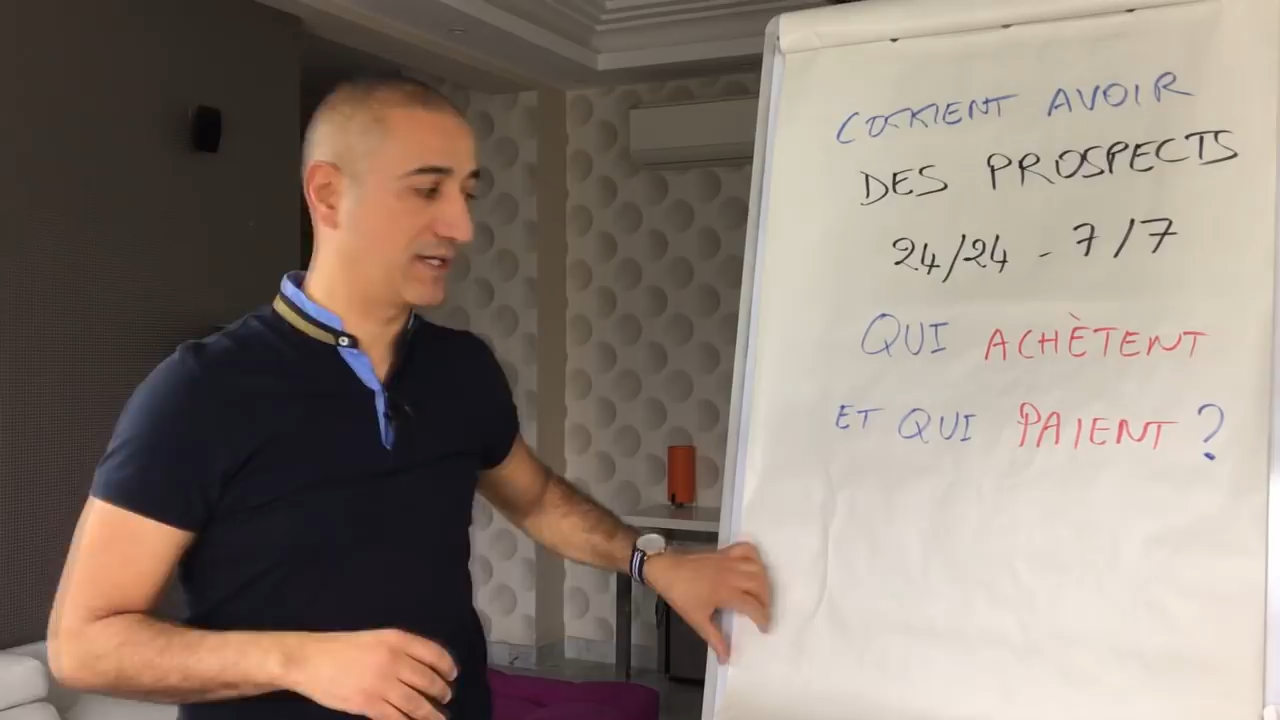 COMMENT AVOIR
DES PROSPECTS
24/24 - 7/7
QUI ACHÈTENT
ET QUI PAIENT ?